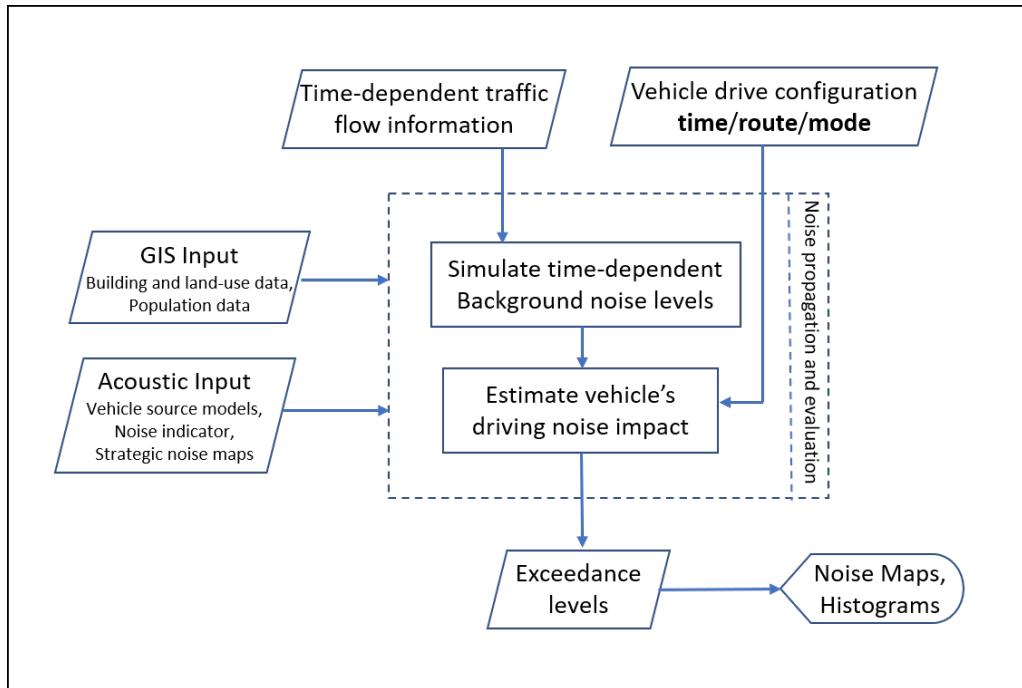 Time-dependent traffic
flow information
Vehicle drive configuration
time/route/mode
GIS Input
Building and land-use data,
Population data
Simulate time-dependent
Background noise levels
Noise propagation and evaluation
Acoustic Input
Vehicle source models,
Noise indicator,
Strategic noise maps
Estimate vehicle’s
driving noise impact
Exceedance
levels
Noise Maps,
Histograms